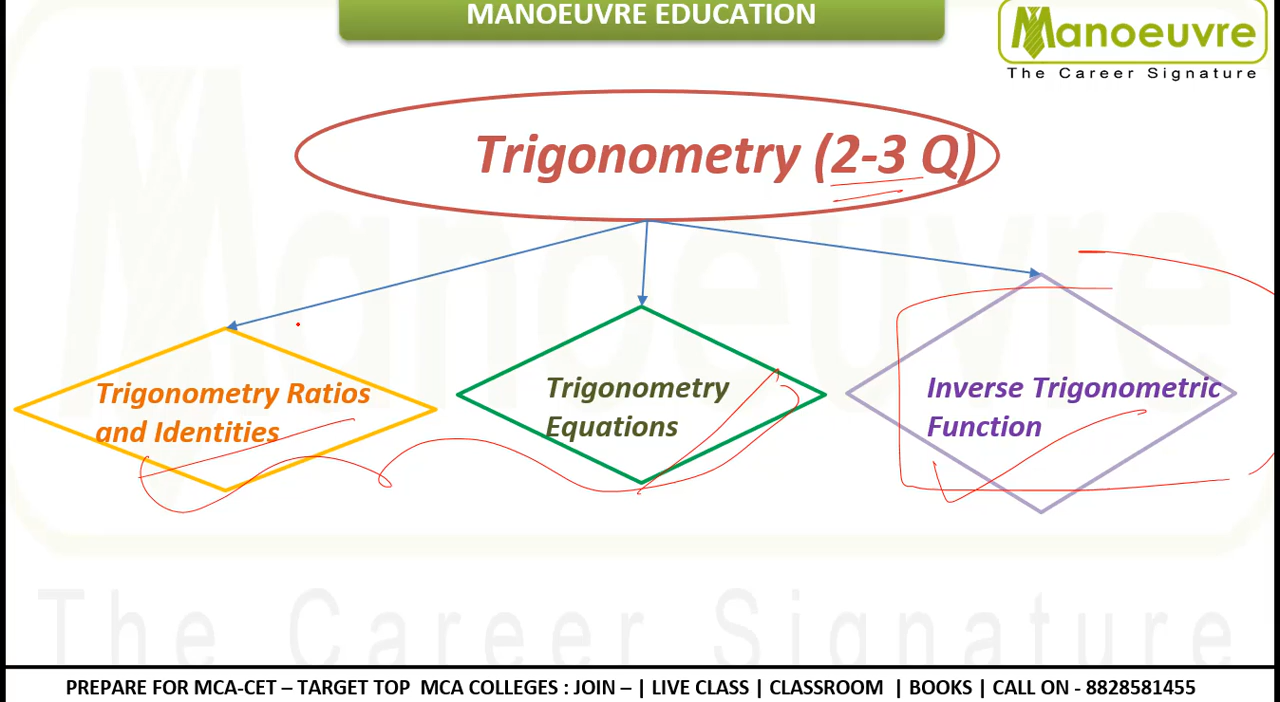 MANOEUVRE EDUCATION
Manoeuvre
The Career Signature
Trigonometry (2-3 Q)
Trigonometry Ratios
and Identities
Trigonometry
Equations
Inverse Trigonometric
Function
Manoeuvre
The Career Signature
PREPARE FOR MCA-CET – TARGET TOP MCA COLLEGES : JOIN – | LIVE CLASS | CLASSROOM | BOOKS | CALL ON - 8828581455